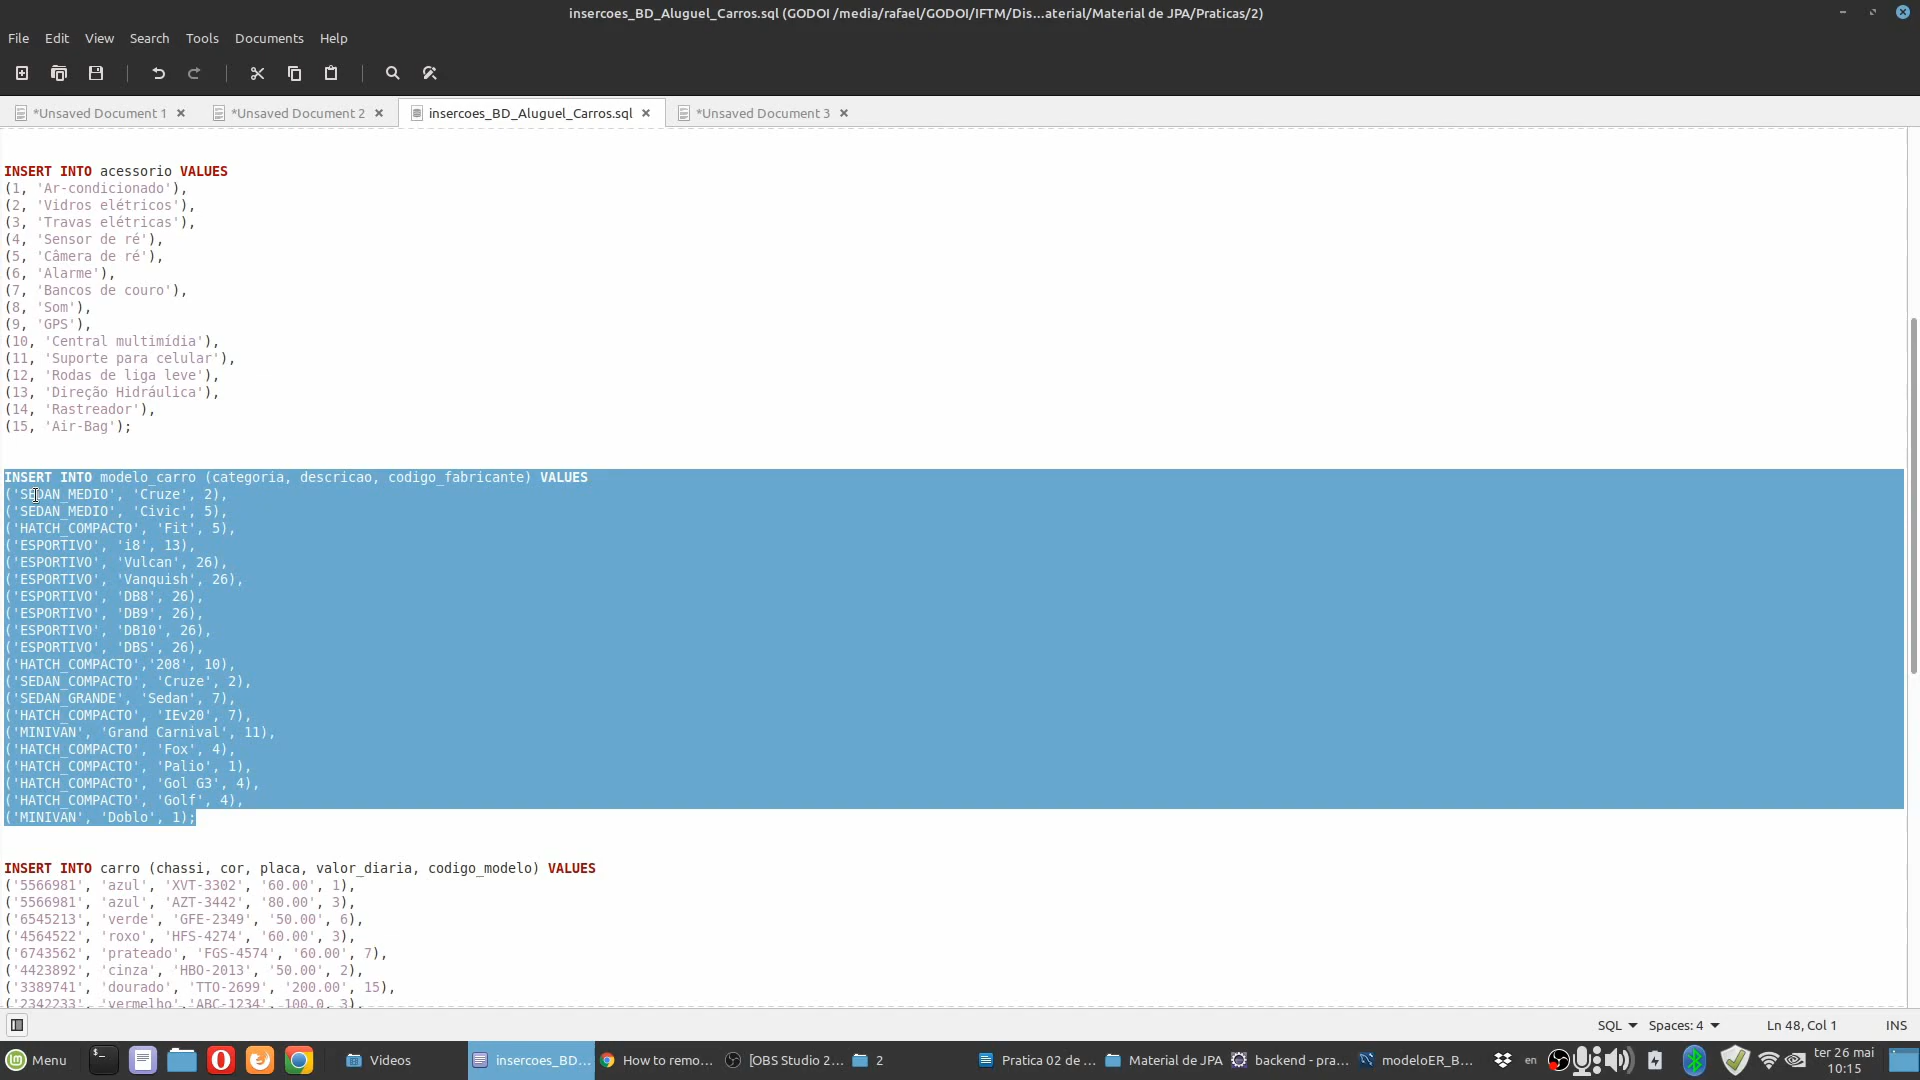 insercoes_BD_Aluguel_Carros.sql (GODOI /media/rafael/GODOI/IFTM/Dis...aterial/Material de JPA/Praticas/2)
File Edit View Search Tools Documents Help
*Unsaved Document 1 *Unsaved Document 2 insercoes_BD_Aluguel_Carros.sql *Unsaved Document 3
INSERT INTO acessorio VALUES
(1, 'Ar-condicionado'),
(2, 'Vidros elétricos'),
(3, 'Travas elétricas'),
(4, 'Sensor de ré'),
(5, 'Câmera de ré'),
(6, 'Alarme'),
(7, 'Bancos de couro'),
(8, 'Som'),
(9, 'GPS'),
(10, 'Central multimídia'),
(11, 'Suporte para celular'),
(12, 'Rodas de liga leve'),
(13, 'Direção Hidráulica'),
(14, 'Rastreador'),
(15, 'Air-Bag');
INSERT INTO modelo_carro (categoria, descricao, codigo_fabricante) VALUES
('SEDAN_MEDIO', 'Cruze', 2),
('SEDAN_MEDIO', 'Civic', 5),
('HATCH_COMPACTO', 'Fit', 5),
('ESPORTIVO', 'i8', 13),
('ESPORTIVO', 'Vulcan', 26),
('ESPORTIVO', 'Vanquish', 26),
('ESPORTIVO', 'DB8', 26),
('ESPORTIVO', 'DB9', 26),
('ESPORTIVO', 'DB10', 26),
('ESPORTIVO', 'DBS', 26),
('HATCH_COMPACTO','208', 10),
('SEDAN_COMPACTO', 'Cruze', 2),
('SEDAN_GRANDE', 'Sedan', 7),
('HATCH_COMPACTO', 'IEv20', 7),
('MINIVAN', 'Grand Carnival', 11),
('HATCH_COMPACTO', 'Fox', 4),
('HATCH_COMPACTO', 'Palio', 1),
('HATCH_COMPACTO', 'Gol G3', 4),
('HATCH_COMPACTO', 'Golf', 4),
('MINIVAN', 'Doblo', 1);
INSERT INTO carro (chassi, cor, placa, valor_diaria, codigo_modelo) VALUES
('5566981', 'azul', 'XVT-3302', '60.00', 1),
('5566981', 'azul', 'AZT-3442', '80.00', 3),
('6545213', 'verde', 'GFE-2349', '50.00', 6),
('4564522', 'roxo', 'HFS-4274', '60.00', 3),
('6743562', 'prateado', 'FGS-4574', '60.00', 7),
('4423892', 'cinza', 'HBO-2013', '50.00', 2),
('3389741', 'dourado', 'TTO-2699', '200.00', 15),
('2342233', 'vermelho','ABC-1234', 100.0, 3),
SQL Spaces: 4 Ln 48, Col 1 INS
Menu Videos insercoes_BD... How to remo... [OBS Studio 2... 2 Pratica 02 de ... Material de JPA backend - pra... modeloER_B... en ter 26 mai
10:15